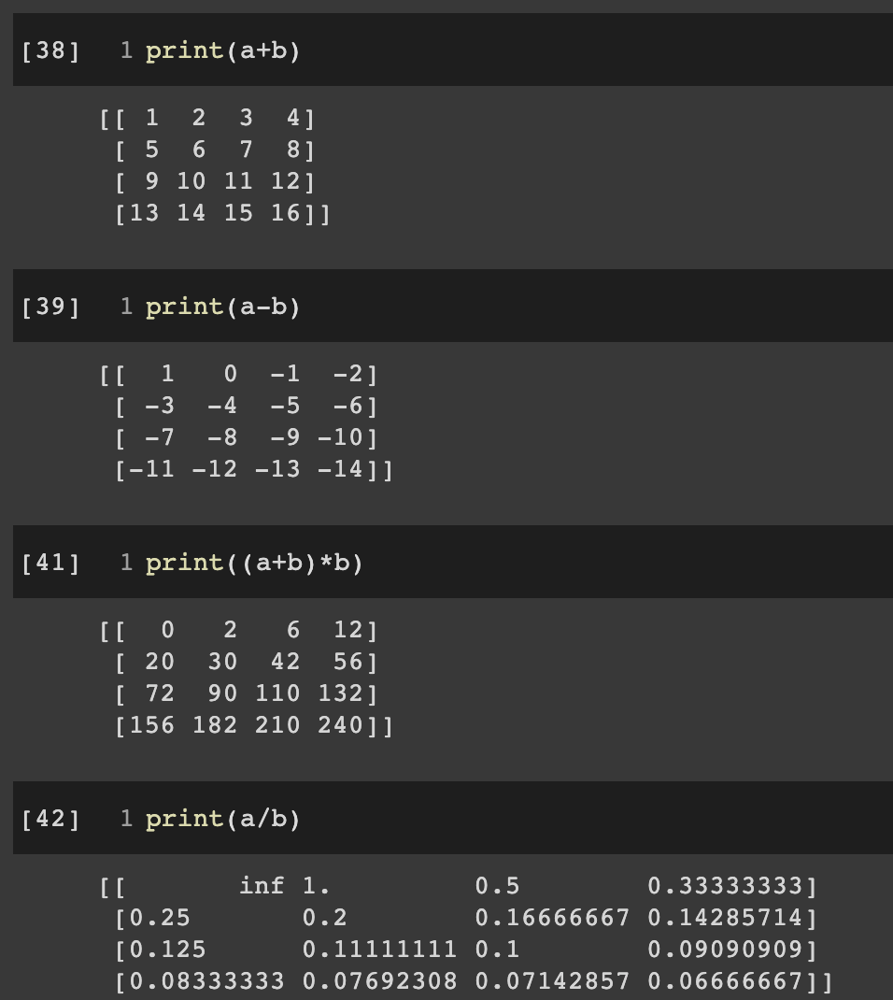 [38] 1 print(a+b)
[[ 1  2  3  4]
 [ 5  6  7  8]
 [ 9 10 11 12]
 [13 14 15 16]]
[39] 1 print(a-b)
[[  1   0  -1  -2]
 [ -3  -4  -5  -6]
 [ -7  -8  -9 -10]
 [-11 -12 -13 -14]]
[41] 1 print((a+b)*b)
[[  0   2   6  12]
 [ 20  30  42  56]
 [ 72  90 110 132]
 [156 182 210 240]]
[42] 1 print(a/b)
[[       inf 1.         0.5        0.33333333]
 [0.25       0.2        0.16666667 0.14285714]
 [0.125      0.11111111 0.1        0.09090909]
 [0.08333333 0.07692308 0.07142857 0.06666667]]